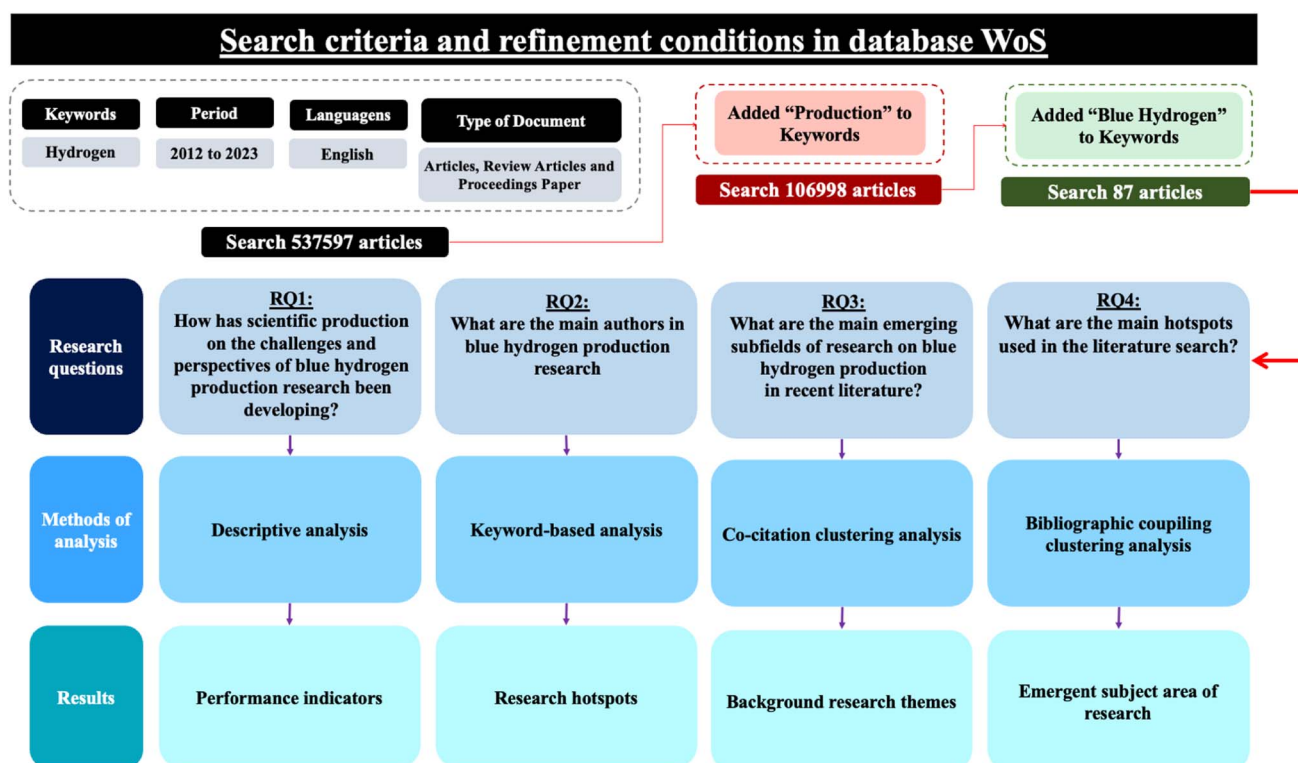 Search criteria and refinement conditions in database WoS
Keywords
Hydrogen
Period
2012 to 2023
Languagens
English
Type of Document
Articles, Review Articles and
Proceedings Paper
Search 537597 articles
Added “Production” to
Keywords
Search 106998 articles
Added “Blue Hydrogen”
to Keywords
Search 87 articles
Research
questions
RQ1:
How has scientific production
on the challenges and
perspectives of blue hydrogen
production research been
developing?
RQ2:
What are the main authors in
blue hydrogen production
research
RQ3:
What are the main emerging
subfields of research on blue
hydrogen production
in recent literature?
RQ4:
What are the main hotspots
used in the literature search?
Methods of
analysis
Descriptive analysis
Keyword-based analysis
Co-citation clustering analysis
Bibliographic coupiling
clustering analysis
Results
Performance indicators
Research hotspots
Background research themes
Emergent subject area of
research